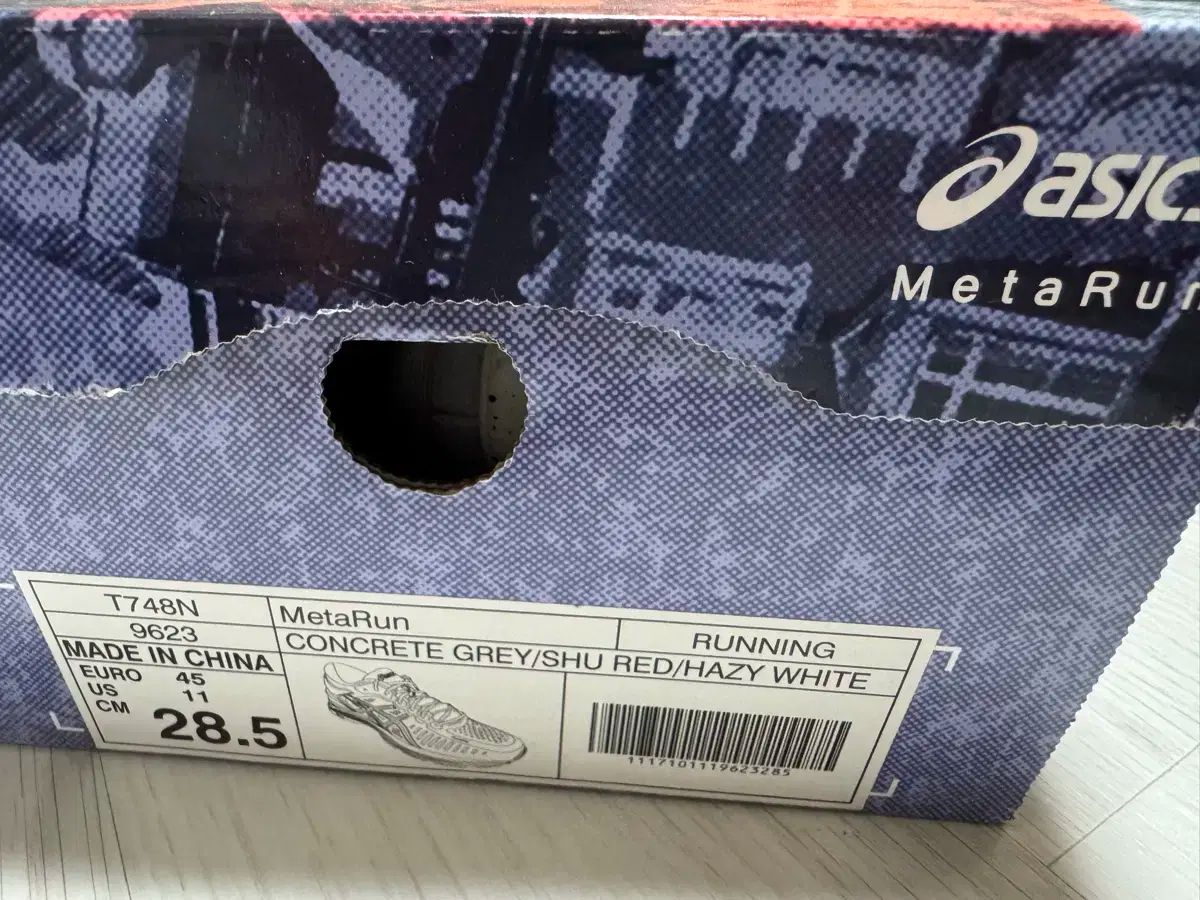 asics
MetaRun
T748N
9623
MADE IN CHINA
EURO 45
US 11
CM 28.5
MetaRun
RUNNING
CONCRETE GREY/SHU RED/HAZY WHITE
1117101119623285